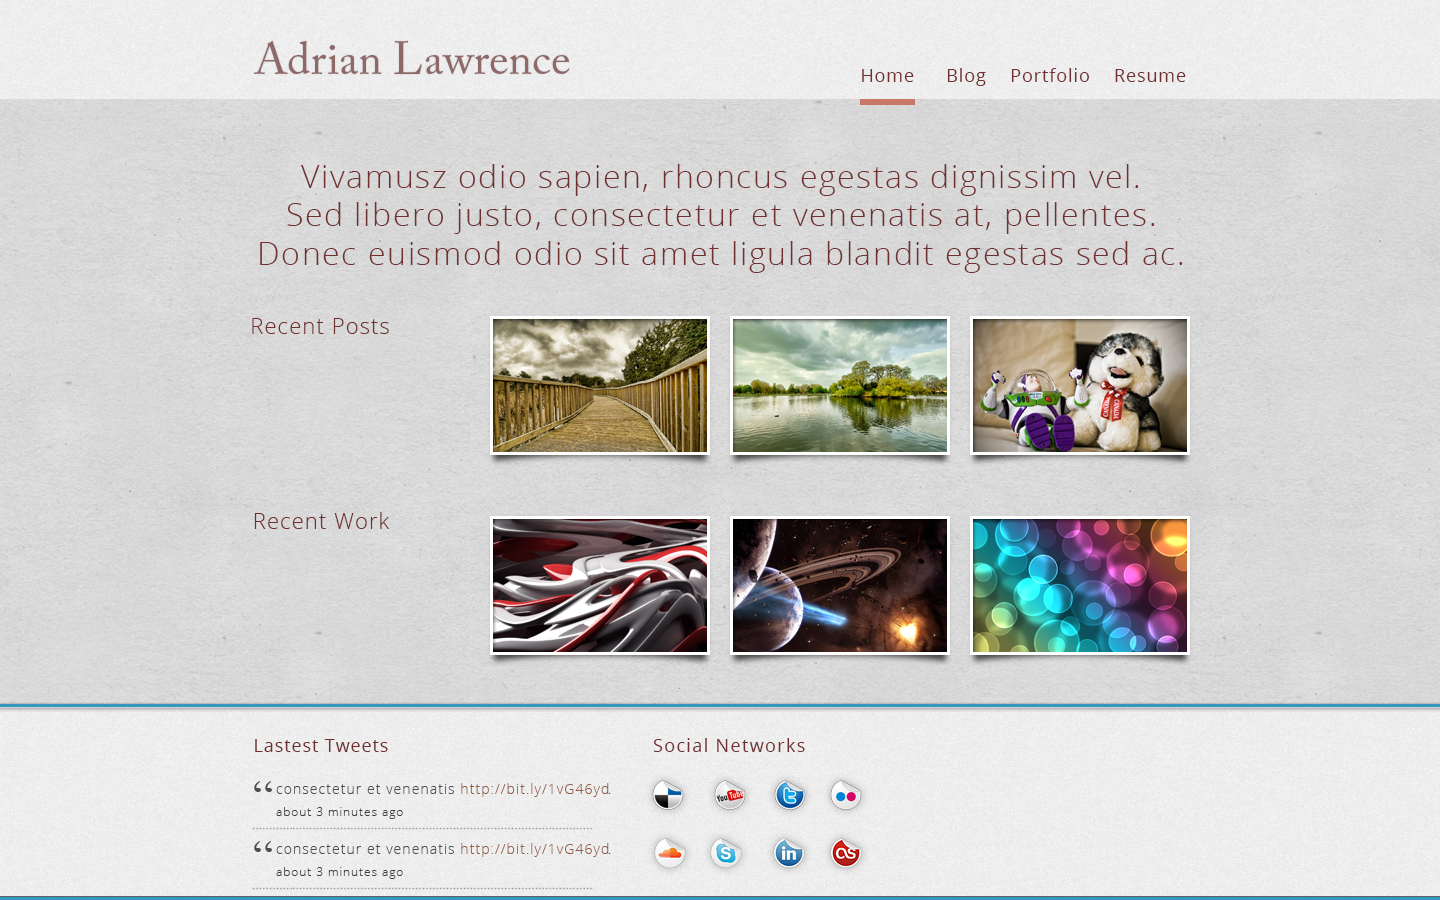 Adrian Lawrence
Home Blog Portfolio Resume
Vivamusz odio sapien, rhoncus egestas dignissim vel.
Sed libero justo, consectetur et venenatis at, pellentes.
Donec euismod odio sit amet ligula blandit egestas sed ac.
Recent Posts
Recent Work
Lastest Tweets
“ consectetur et venenatis http://bit.ly/1vG46yd.
about 3 minutes ago
“ consectetur et venenatis http://bit.ly/1vG46yd.
about 3 minutes ago
Social Networks
You Tube
t
S
in